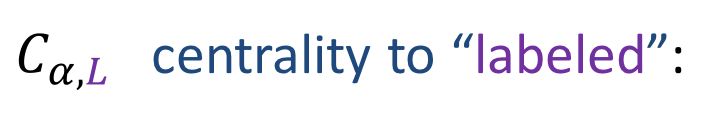 C_{α,L} centrality to “labeled”: